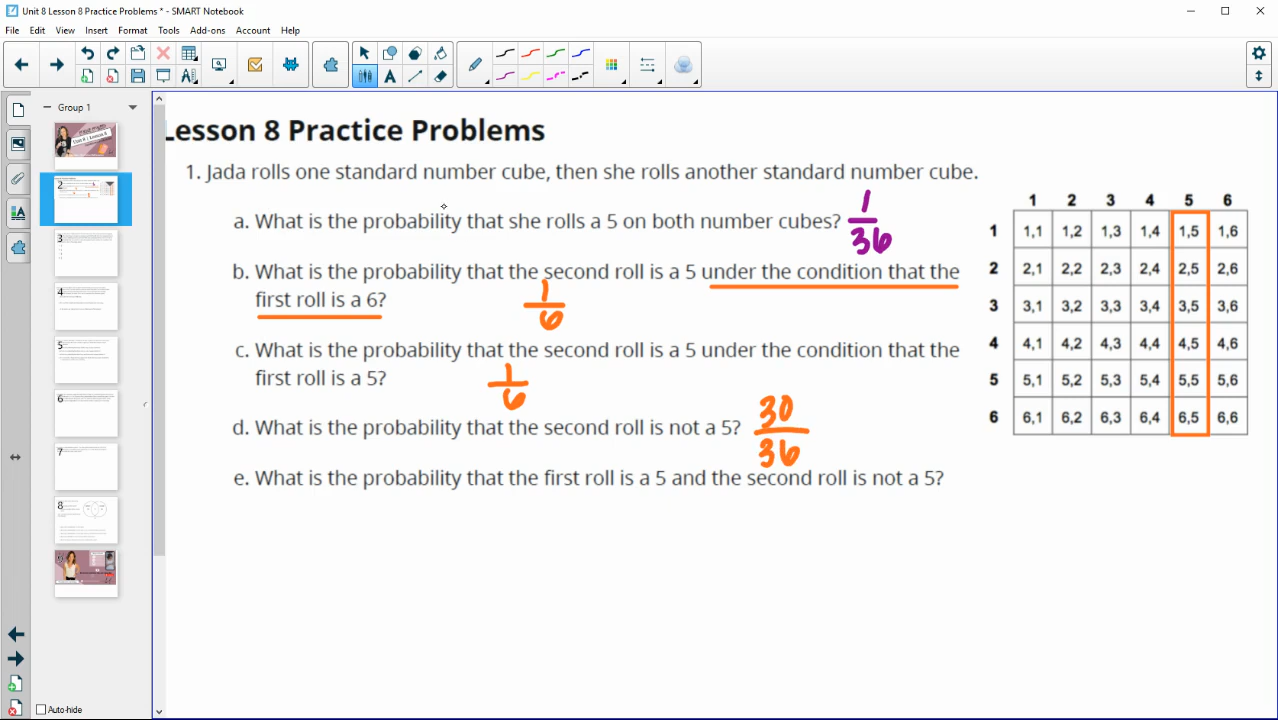 Unit 8 Lesson 8 Practice Problems * - SMART Notebook
File Edit View Insert Format Tools Add-ons Account Help
Group 1
2
3
4
5
6
7
8
Auto-hide
Lesson 8 Practice Problems
1. Jada rolls one standard number cube, then she rolls another standard number cube.
a. What is the probability that she rolls a 5 on both number cubes? 1/36
b. What is the probability that the second roll is a 5 under the condition that the
first roll is a 6? 1/6
c. What is the probability that the second roll is a 5 under the condition that the
first roll is a 5? 1/6
d. What is the probability that the second roll is not a 5? 30/36
e. What is the probability that the first roll is a 5 and the second roll is not a 5?
1 2 3 4 5 6
1 1,1 1,2 1,3 1,4 1,5 1,6
2 2,1 2,2 2,3 2,4 2,5 2,6
3 3,1 3,2 3,3 3,4 3,5 3,6
4 4,1 4,2 4,3 4,4 4,5 4,6
5 5,1 5,2 5,3 5,4 5,5 5,6
6 6,1 6,2 6,3 6,4 6,5 6,6